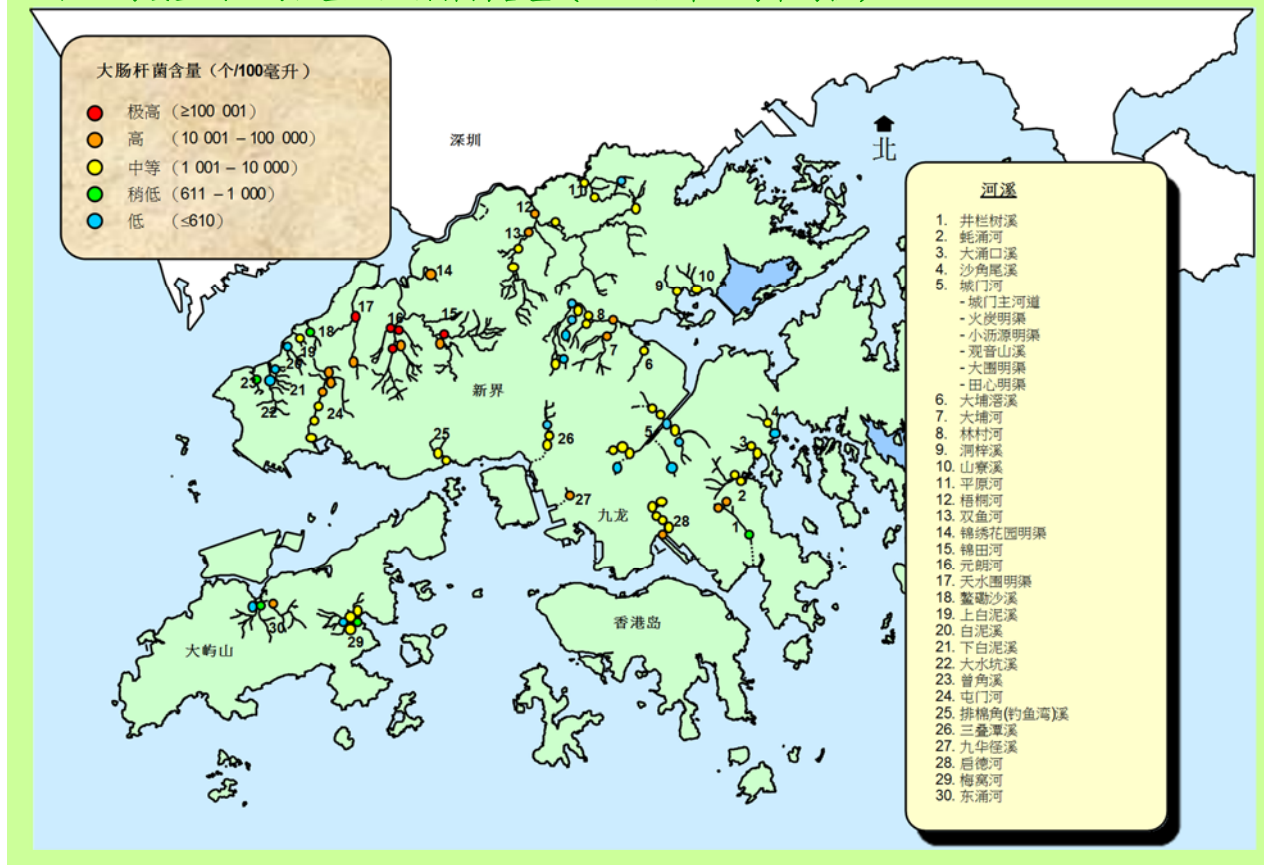 大肠杆菌含量（个/100毫升）
极高（≥100 001）
高 （10 001 – 100 000）
中等（1 001 – 10 000）
稍低（611 – 1 000）
低 （≤610）
深圳
北
新界
九龙
香港岛
大屿山
1
2
3
4
5
6
7
8
9
10
11
12
13
14
15
16
17
18
19
20
21
22
23
24
25
26
27
28
29
30
河溪
1. 井栏树溪
2. 蚝涌河
3. 大涌口溪
4. 沙角尾溪
5. 城门河
- 城门主河道
- 火炭明渠
- 小沥源明渠
- 观音山溪
- 大围明渠
- 田心明渠
6. 大埔滘溪
7. 大埔河
8. 林村河
9. 洞梓溪
10. 山寮溪
11. 平原河
12. 梧桐河
13. 双鱼河
14. 锦绣花园明渠
15. 锦田河
16. 元朗河
17. 天水围明渠
18. 鳌磡沙溪
19. 上白泥溪
20. 白泥溪
21. 下白泥溪
22. 大水坑溪
23. 曾角溪
24. 屯门河
25. 排棉角(钓鱼湾)溪
26. 三叠潭溪
27. 九华径溪
28. 启德河
29. 梅窝河
30. 东涌河